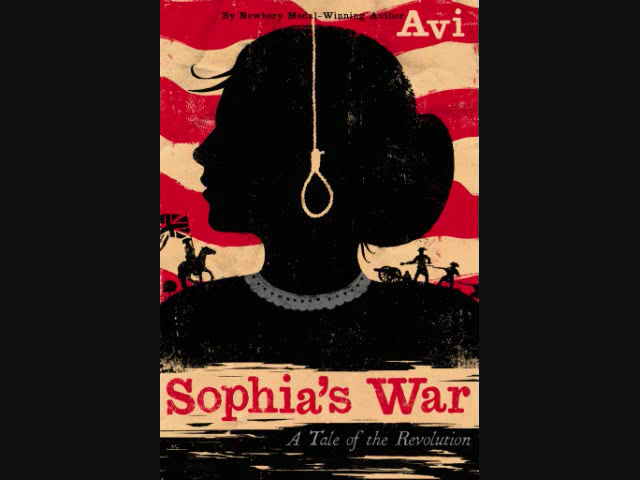 By Newbery Medal–Winning Author
Avi
Sophia's War
A Tale of the Revolution